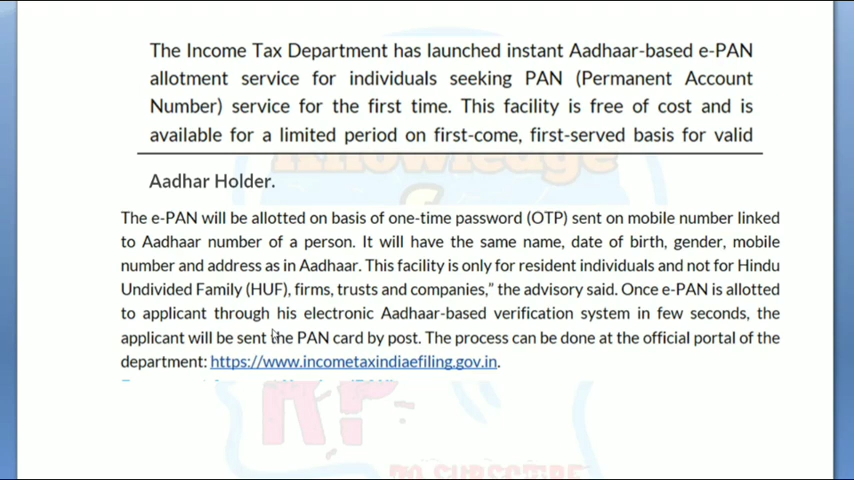 The Income Tax Department has launched instant Aadhaar-based e-PAN
allotment service for individuals seeking PAN (Permanent Account
Number) service for the first time. This facility is free of cost and is
available for a limited period on first-come, first-served basis for valid
Knowledge
Aadhar Holder.
The e-PAN will be allotted on basis of one-time password (OTP) sent on mobile number linked
to Aadhaar number of a person. It will have the same name, date of birth, gender, mobile
number and address as in Aadhaar. This facility is only for resident individuals and not for Hindu
Undivided Family (HUF), firms, trusts and companies,” the advisory said. Once e-PAN is allotted
to applicant through his electronic Aadhaar-based verification system in few seconds, the
applicant will be sent the PAN card by post. The process can be done at the official portal of the
department: https://www.incometaxindiaefiling.gov.in.
TO SUBSCRIBE